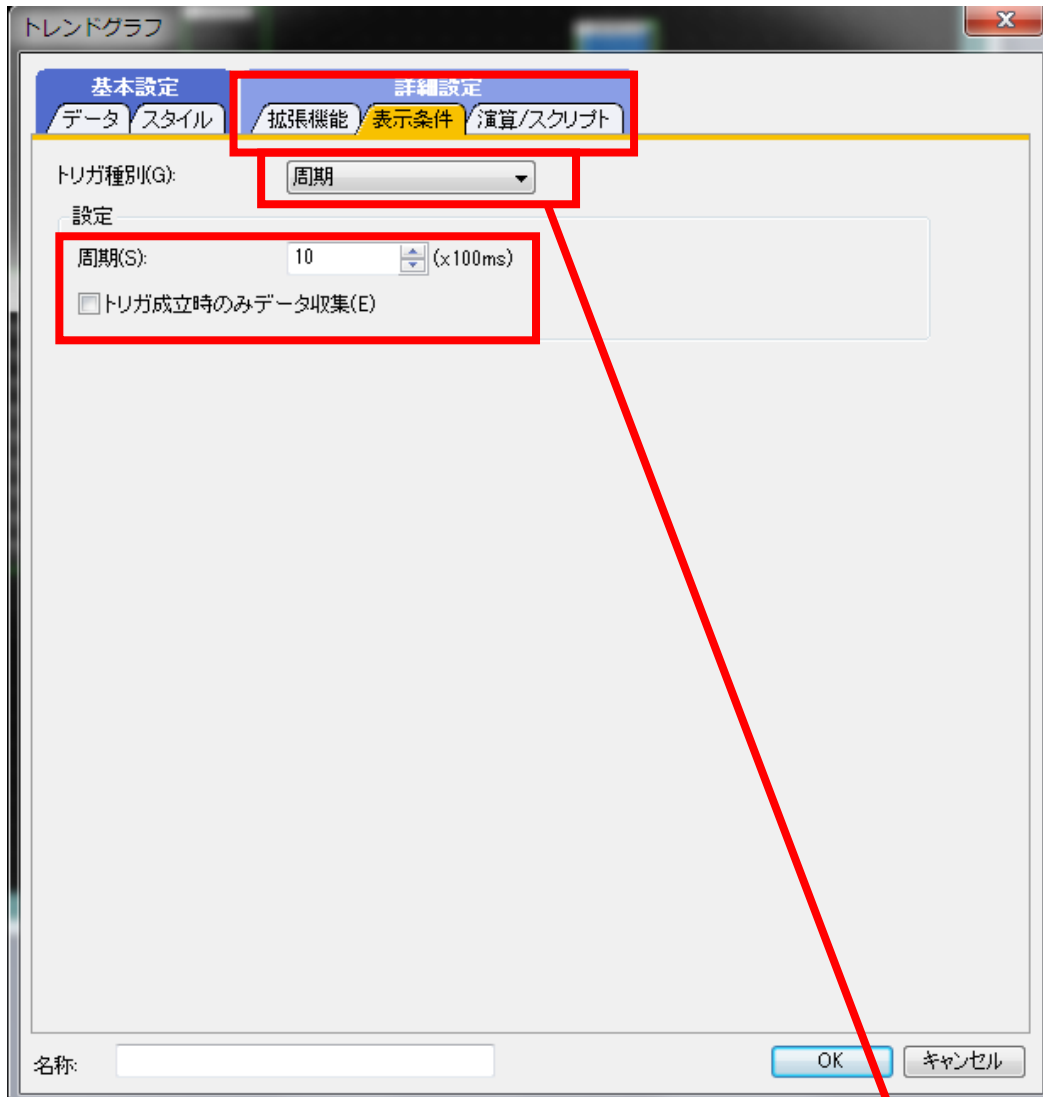 トレンドグラフ
基本設定 詳細設定
データ スタイル 拡張機能 表示条件 演算/スクリプト
トリガ種別(G): 周期
設定
周期(S): 10 (x100ms)
トリガ成立時のみデータ収集(E)
名称: OK キャンセル